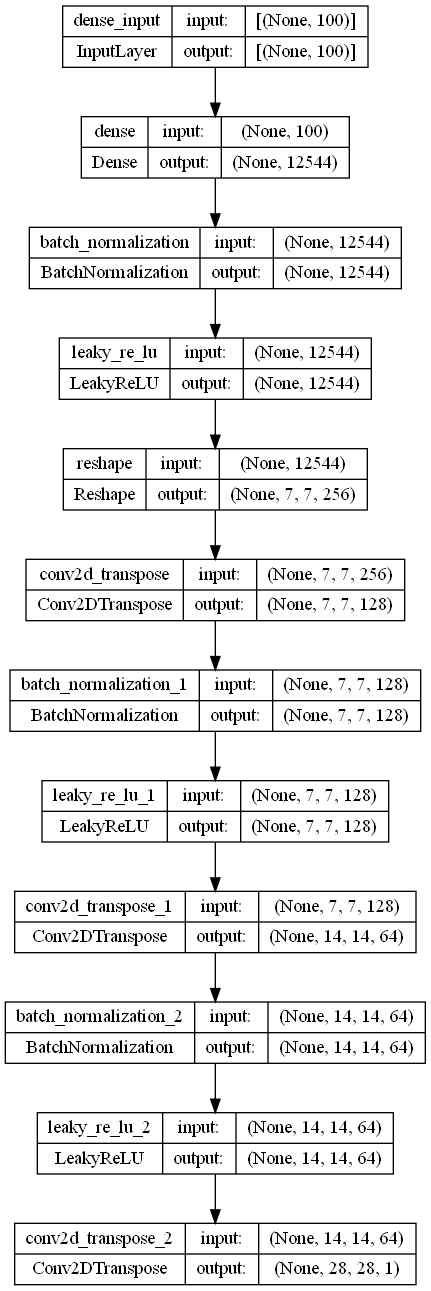 dense_input input: [(None, 100)]
InputLayer output: [(None, 100)]
dense input: (None, 100)
Dense output: (None, 12544)
batch_normalization input: (None, 12544)
BatchNormalization output: (None, 12544)
leaky_re_lu input: (None, 12544)
LeakyReLU output: (None, 12544)
reshape input: (None, 12544)
Reshape output: (None, 7, 7, 256)
conv2d_transpose input: (None, 7, 7, 256)
Conv2DTranspose output: (None, 7, 7, 128)
batch_normalization_1 input: (None, 7, 7, 128)
BatchNormalization output: (None, 7, 7, 128)
leaky_re_lu_1 input: (None, 7, 7, 128)
LeakyReLU output: (None, 7, 7, 128)
conv2d_transpose_1 input: (None, 7, 7, 128)
Conv2DTranspose output: (None, 14, 14, 64)
batch_normalization_2 input: (None, 14, 14, 64)
BatchNormalization output: (None, 14, 14, 64)
leaky_re_lu_2 input: (None, 14, 14, 64)
LeakyReLU output: (None, 14, 14, 64)
conv2d_transpose_2 input: (None, 14, 14, 64)
Conv2DTranspose output: (None, 28, 28, 1)